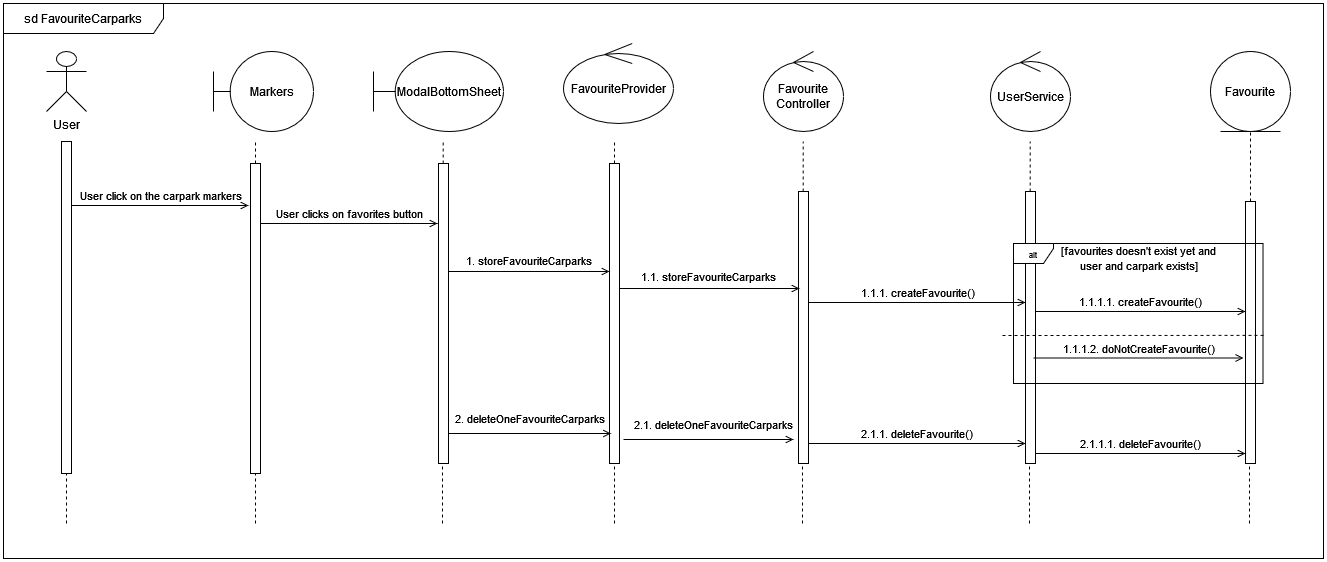 sd FavouriteCarparks
User
Markers
ModalBottomSheet
FavouriteProvider
Favourite
Controller
UserService
Favourite
User click on the carpark markers
User clicks on favorites button
1. storeFavouriteCarparks
1.1. storeFavouriteCarparks
1.1.1. createFavourite()
alt
[favourites doesn't exist yet and
user and carpark exists]
1.1.1.1. createFavourite()
1.1.1.2. doNotCreateFavourite()
2. deleteOneFavouriteCarparks
2.1. deleteOneFavouriteCarparks
2.1.1. deleteFavourite()
2.1.1.1. deleteFavourite()